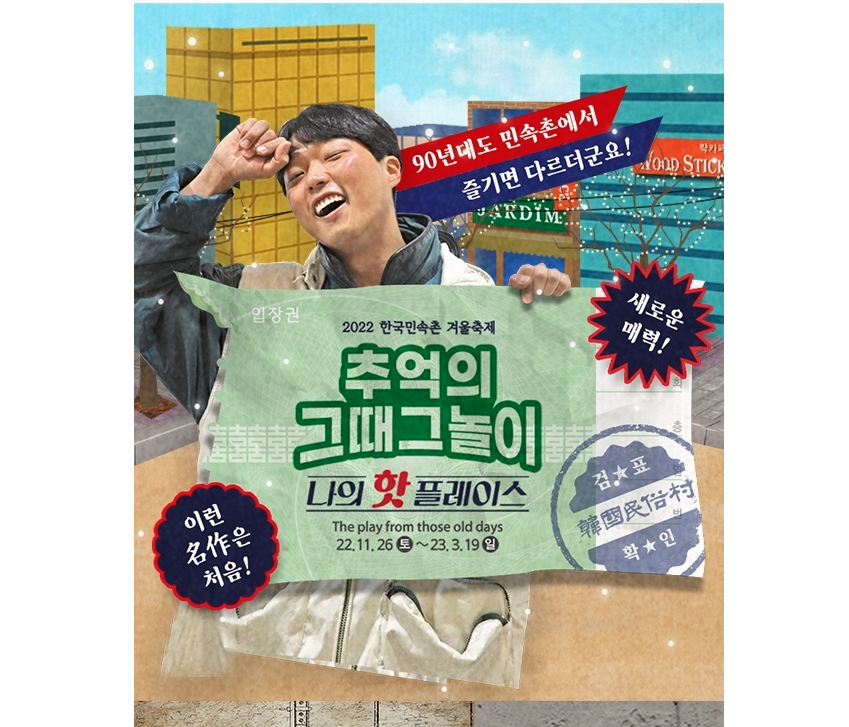 90년대도 민속촌에서
즐기면 다르더군요!
락카페
WOOD STICK
JARDIM
입장권
새로운
매력!
2022 한국민속촌 겨울축제
추억의
그때그놀이
나의 핫 플레이스
The play from those old days
22.11.26 토 ~ 23.3.19 일
이런
名作은
처음!
검 ★ 표
韓國民俗村
확 ★ 인